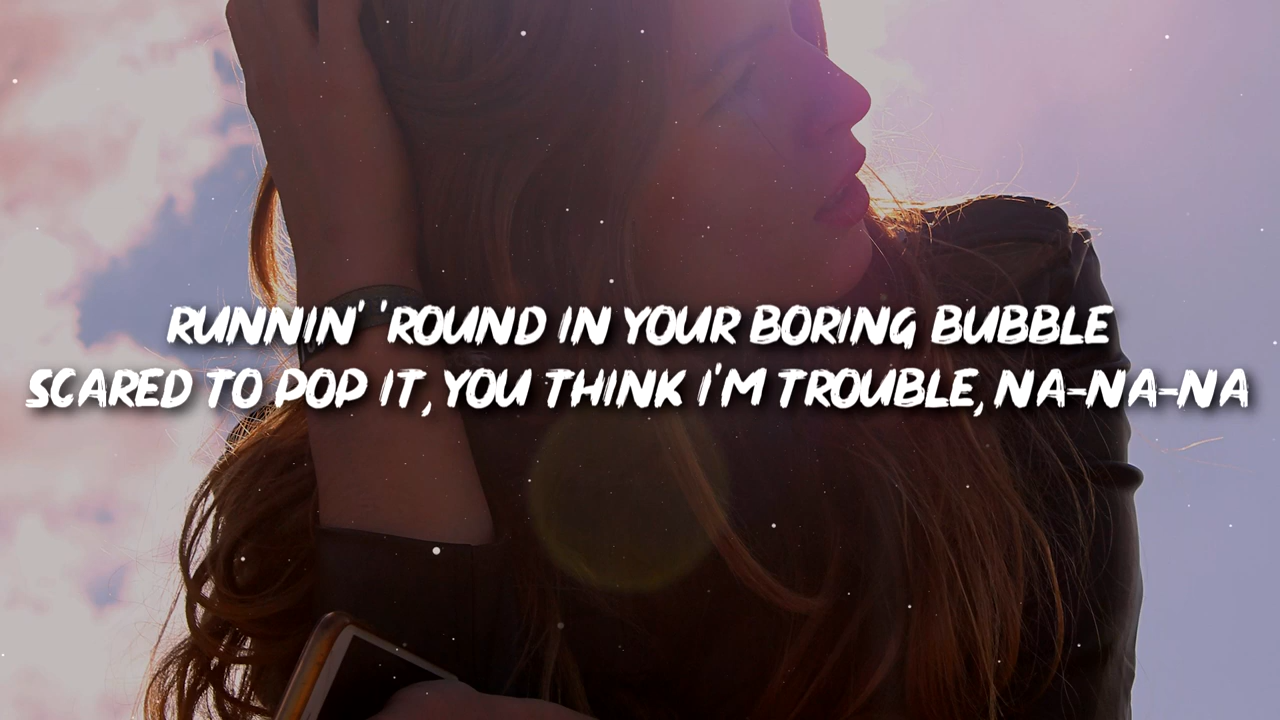 RUNNIN' 'ROUND IN YOUR BORING BUBBLE
SCARED TO POP IT, YOU THINK I'M TROUBLE, NA-NA-NA